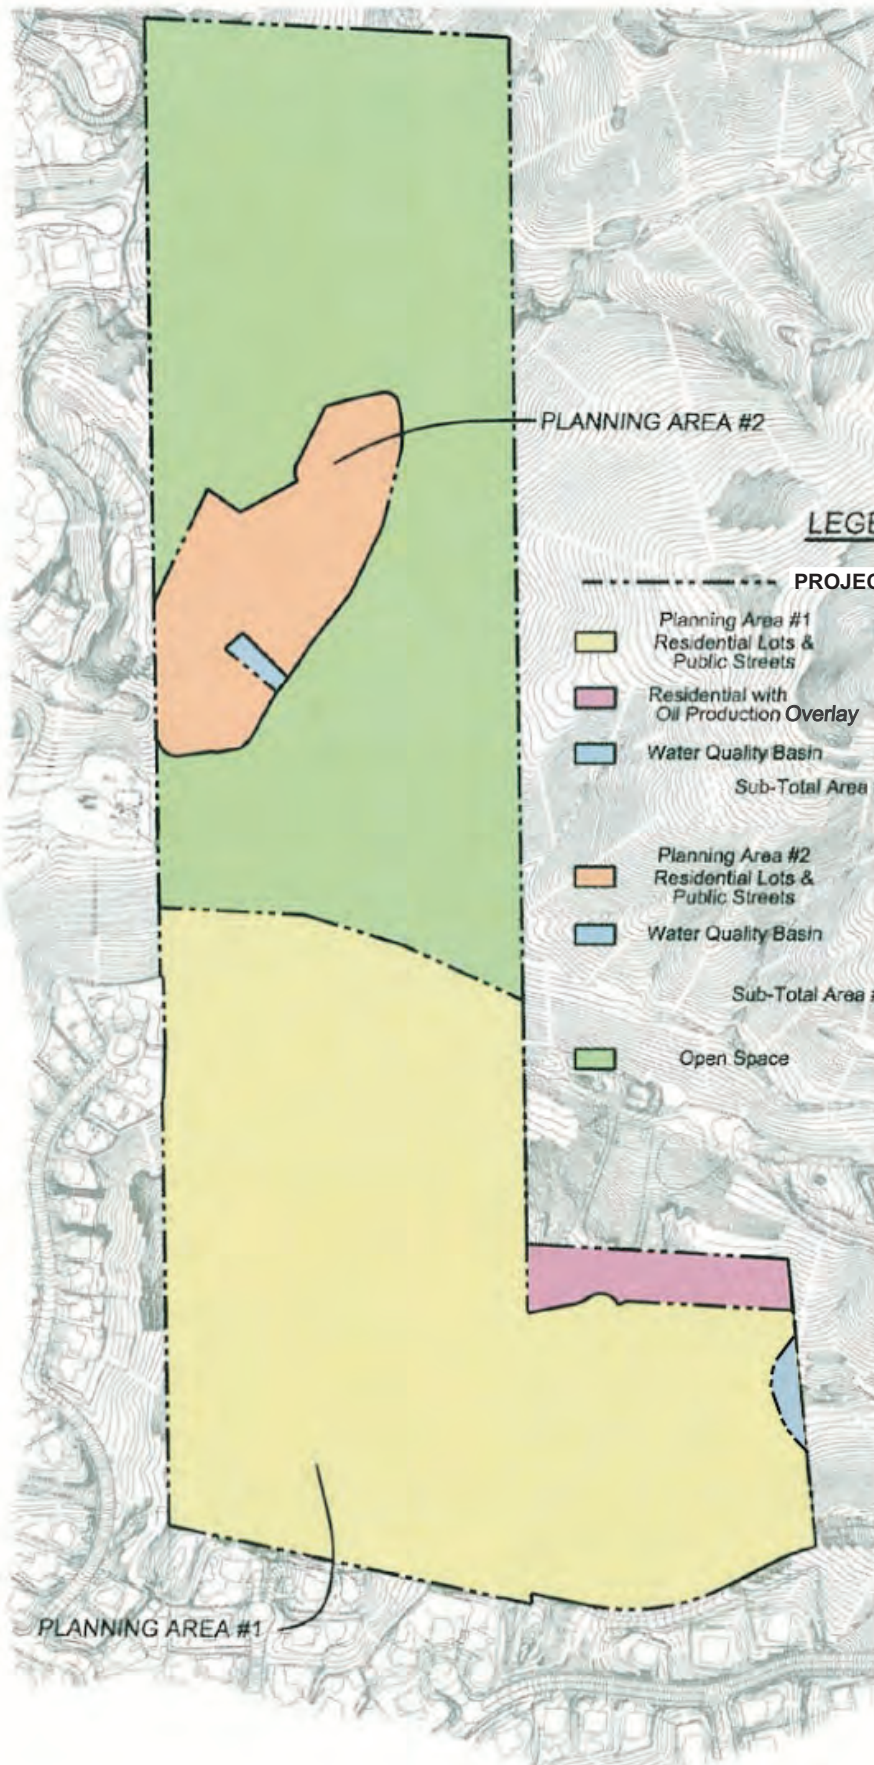 PLANNING AREA #2
LEGE
PROJEC
Planning Area #1
Residential Lots &
Public Streets
Residential with
Oil Production Overlay
Water Quality Basin
Sub-Total Area
Planning Area #2
Residential Lots &
Public Streets
Water Quality Basin
Sub-Total Area #
Open Space
PLANNING AREA #1